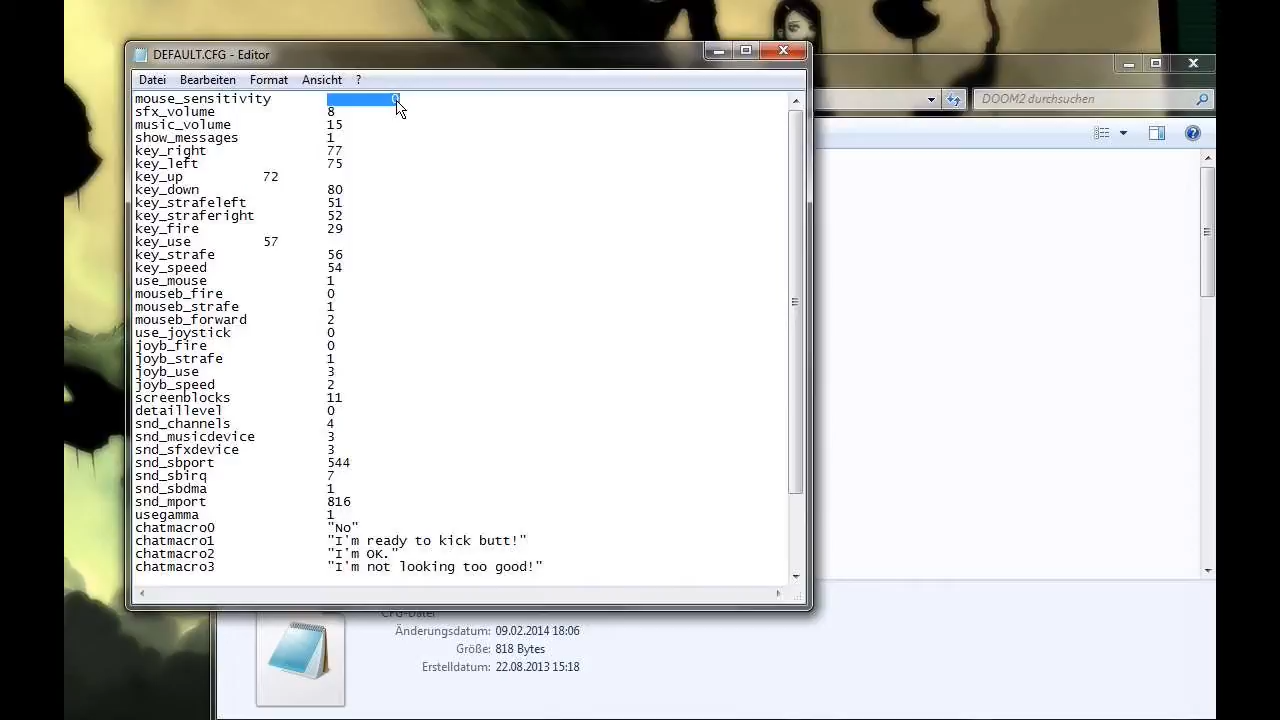 DEFAULT.CFG - Editor
Datei Bearbeiten Format Ansicht ?
DOOM2 durchsuchen
mouse_sensitivity 0
sfx_volume 8
music_volume 15
show_messages 1
key_right 77
key_left 75
key_up 72
key_down 80
key_strafeleft 51
key_straferight 52
key_fire 29
key_use 57
key_strafe 56
key_speed 54
use_mouse 1
mouseb_fire 0
mouseb_strafe 1
mouseb_forward 2
use_joystick 0
joyb_fire 0
joyb_strafe 1
joyb_use 3
joyb_speed 2
screenblocks 11
detaillevel 0
snd_channels 4
snd_musicdevice 3
snd_sfxdevice 3
snd_sbport 544
snd_sbirq 7
snd_sbdma 1
snd_mport 816
usegamma 1
chatmacro0 "No"
chatmacro1 "I'm ready to kick butt!"
chatmacro2 "I'm OK."
chatmacro3 "I'm not looking too good!"
CFG-Datei
Änderungsdatum: 09.02.2014 18:06
Größe: 818 Bytes
Erstelldatum: 22.08.2013 15:18